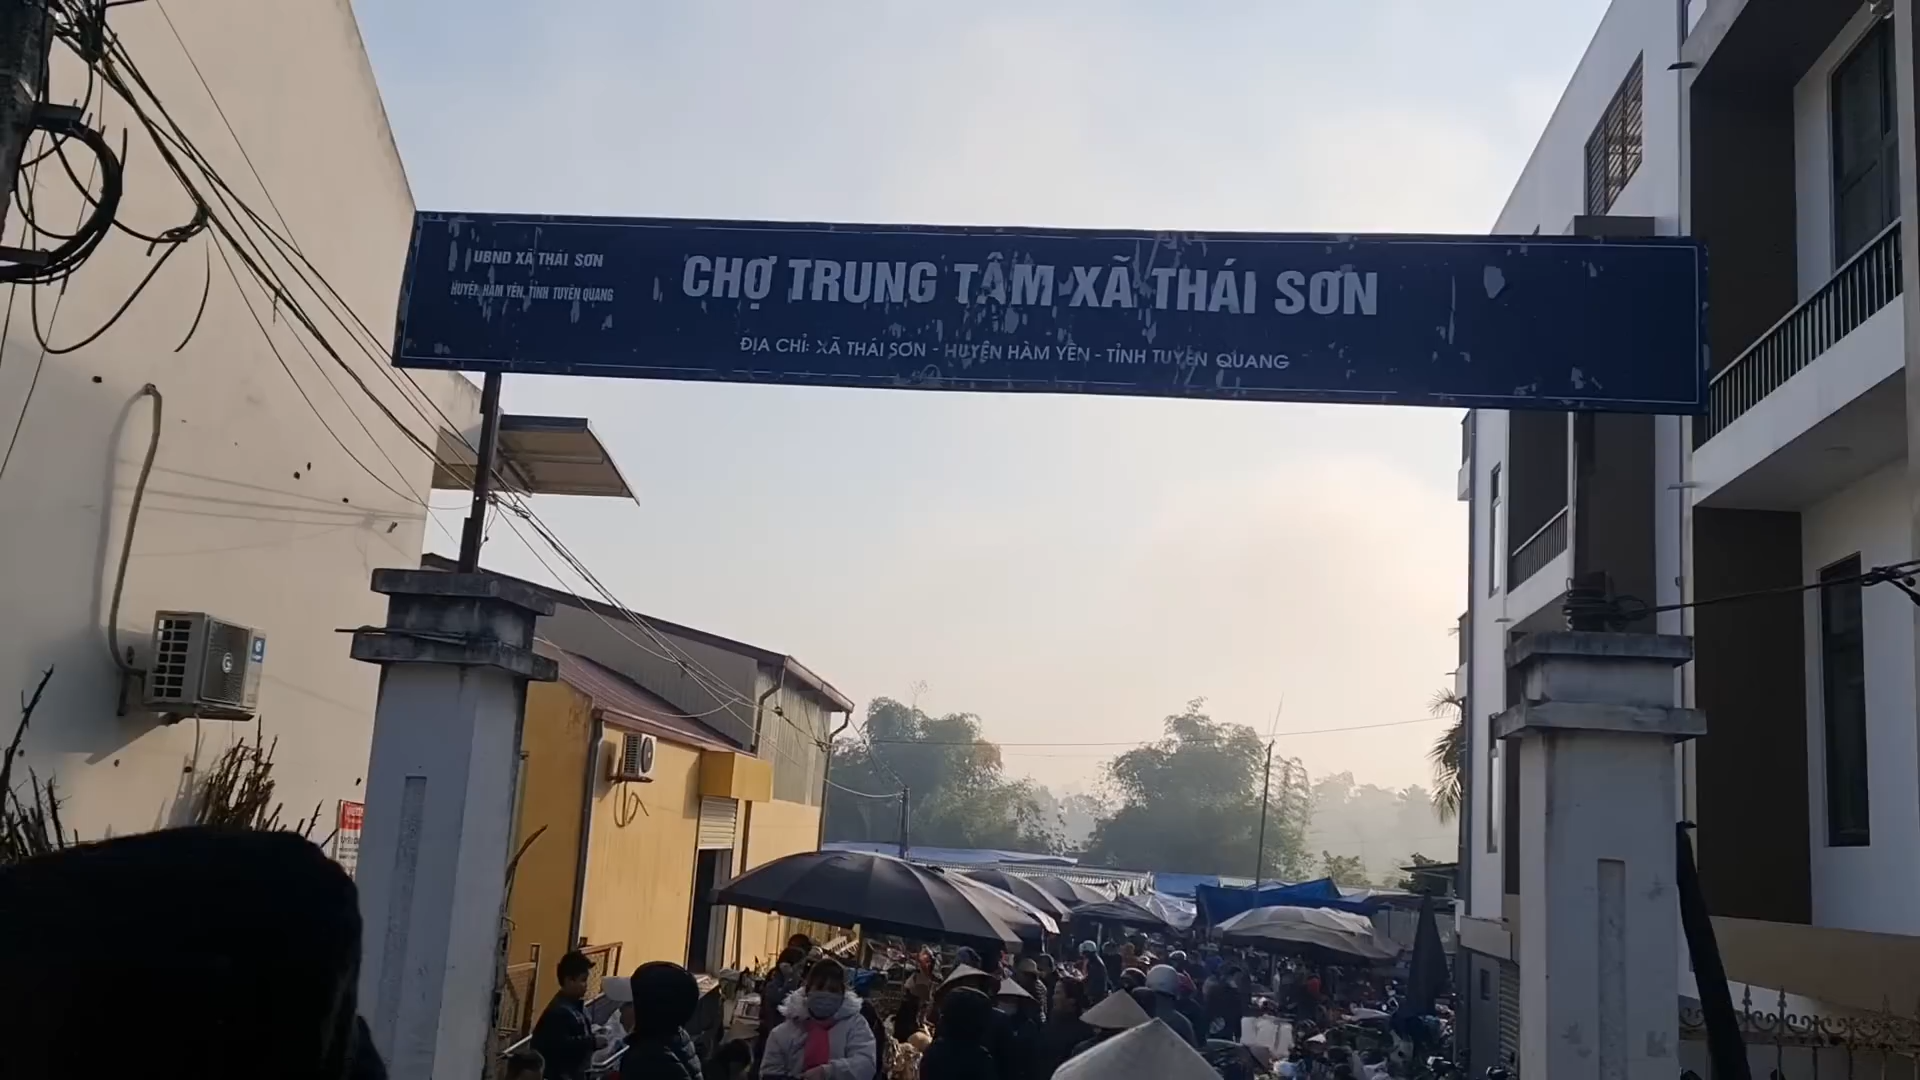 UBND XÃ THÁI SƠN
HUYỆN HÀM YÊN, TỈNH TUYÊN QUANG
CHỢ TRUNG TÂM XÃ THÁI SƠN
ĐỊA CHỈ: XÃ THÁI SƠN - HUYỆN HÀM YÊN - TỈNH TUYÊN QUANG